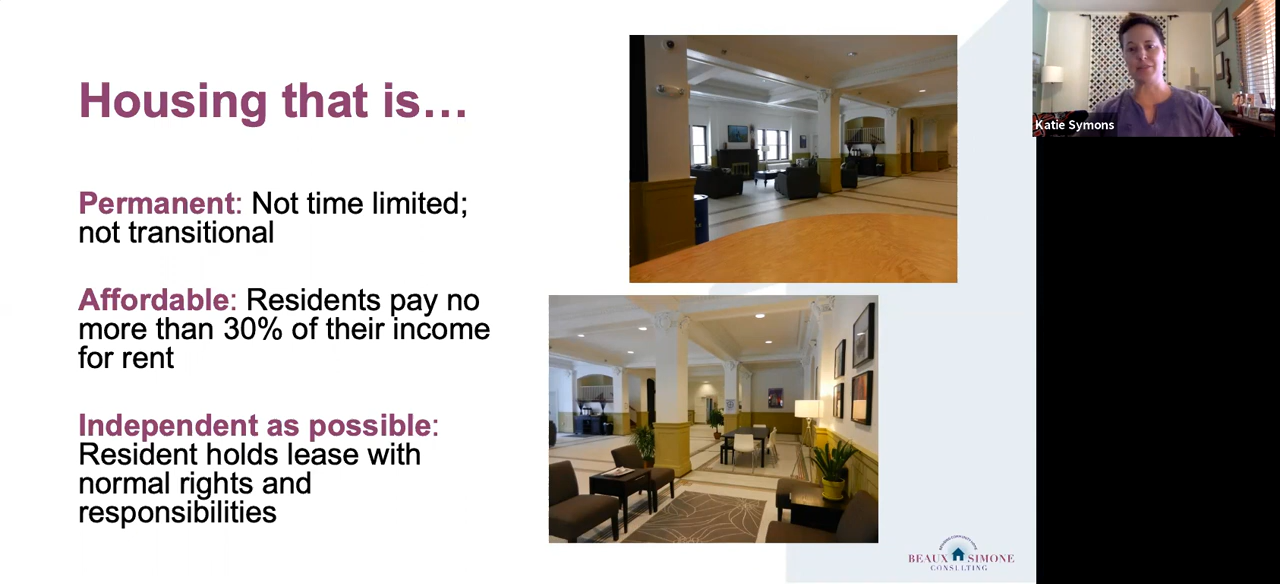 Housing that is…
Permanent: Not time limited;
not transitional
Affordable: Residents pay no
more than 30% of their income
for rent
Independent as possible:
Resident holds lease with
normal rights and
responsibilities
Katie Symons
BEAUX SIMONE
CONSULTING